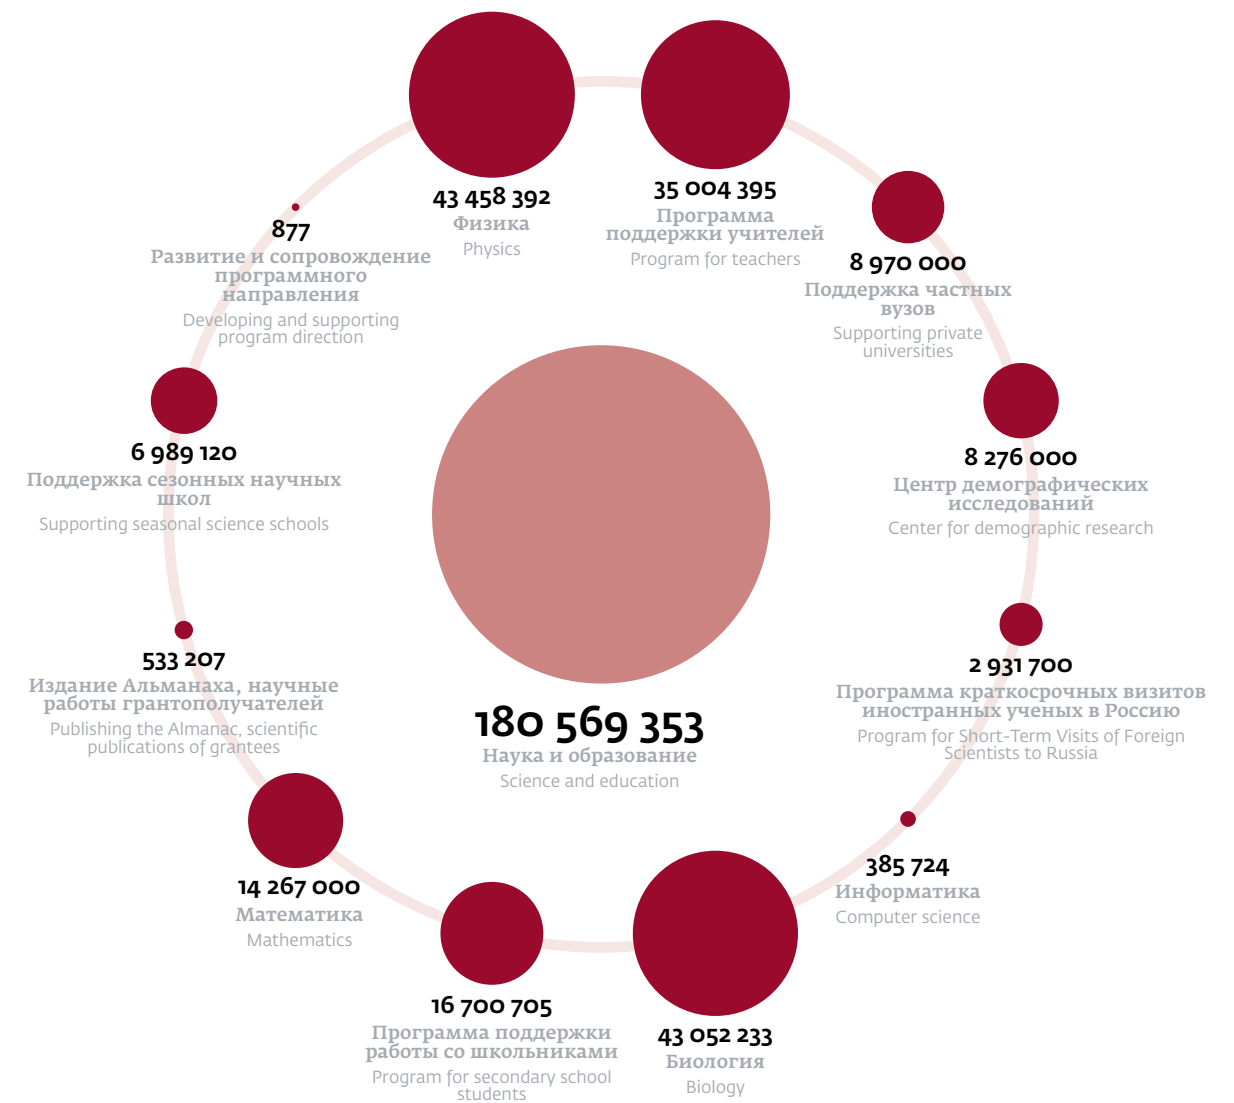 43 458 392
Физика
Physics
35 004 395
Программа
поддержки учителей
Program for teachers
8 970 000
Поддержка частных
вузов
Supporting private
universities
8 276 000
Центр демографических
исследований
Center for demographic research
2 931 700
Программа краткосрочных визитов
иностранных ученых в Россию
Program for Short-Term Visits of Foreign
Scientists to Russia
385 724
Информатика
Computer science
43 052 233
Биология
Biology
16 700 705
Программа поддержки
работы со школьниками
Program for secondary school
students
14 267 000
Математика
Mathematics
533 207
Издание Альманаха, научные
работы грантополучателей
Publishing the Almanac, scientific
publications of grantees
6 989 120
Поддержка сезонных научных
школ
Supporting seasonal science schools
877
Развитие и сопровождение
программного
направления
Developing and supporting
program direction
180 569 353
Наука и образование
Science and education